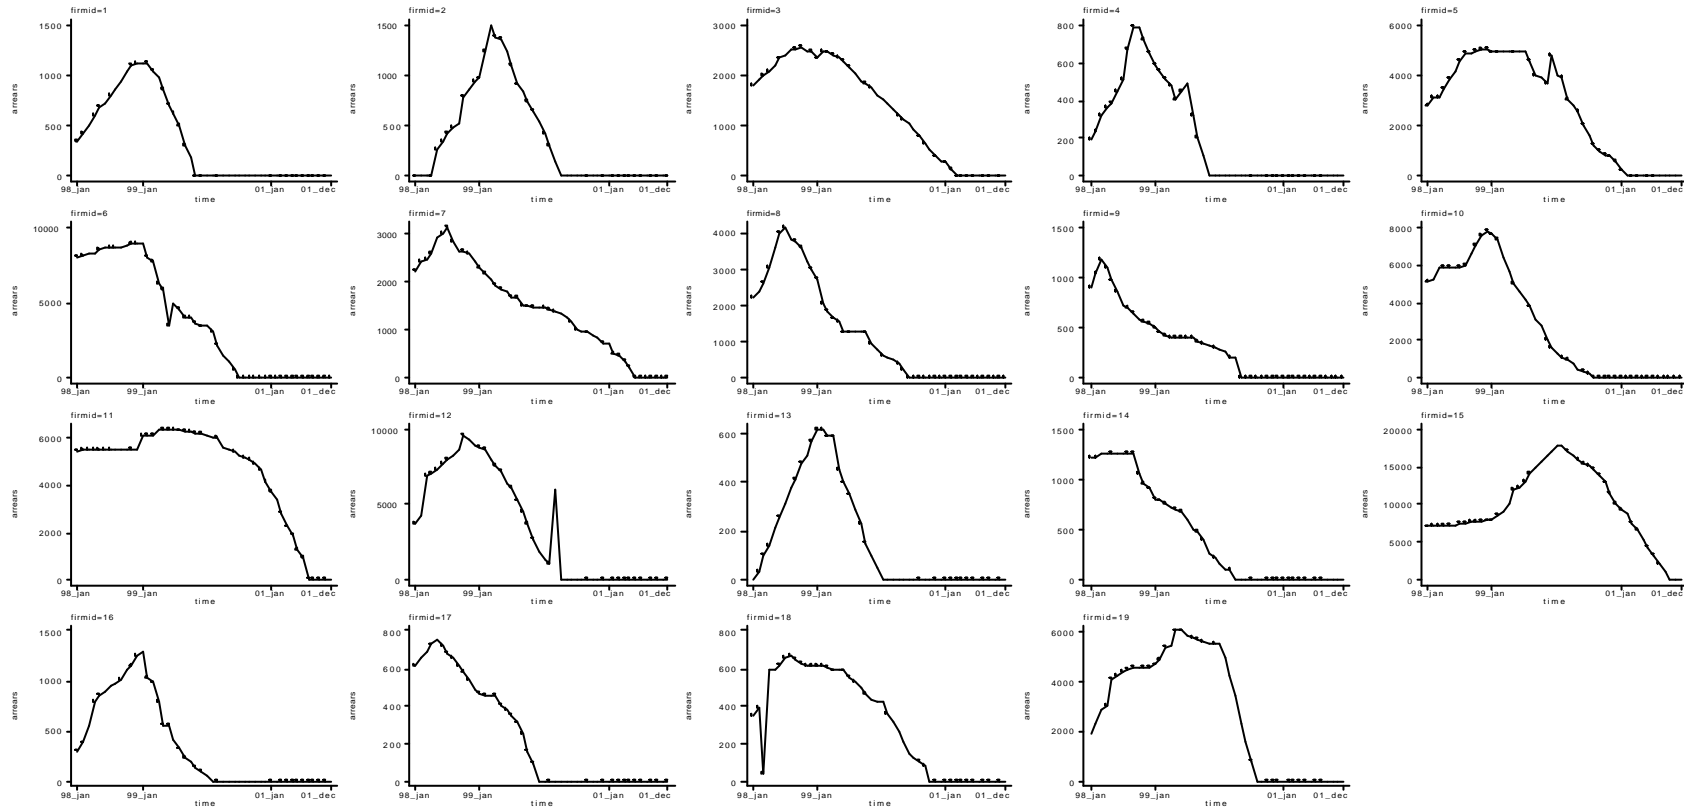 firmid=1 firmid=2 firmid=3 firmid=4 firmid=5
1500 1500 3000 800 6000
1000 1000 2000 600 4000
400
500 500 1000 200 2000
0 0 0 0 0
arrears arrears arrears arrears arrears
98_jan 99_jan 01_jan 01_dec 98_jan 99_jan 01_jan 01_dec 98_jan 99_jan 01_jan 01_dec 98_jan 99_jan 01_jan 01_dec 98_jan 99_jan 01_jan 01_dec
time time time time time
firmid=6 firmid=7 firmid=8 firmid=9 firmid=10
10000 3000 4000 1500 8000
3000 6000
5000 2000 2000 1000 4000
1000 1000 500 2000
0 0 0 0 0
arrears arrears arrears arrears arrears
98_jan 99_jan 01_jan 01_dec 98_jan 99_jan 01_jan 01_dec 98_jan 99_jan 01_jan 01_dec 98_jan 99_jan 01_jan 01_dec 98_jan 99_jan 01_jan 01_dec
time time time time time
firmid=11 firmid=12 firmid=13 firmid=14 firmid=15
6000 10000 600 1500 20000
4000 400 1000 15000
5000 10000
2000 200 500 5000
0 0 0 0 0
arrears arrears arrears arrears arrears
98_jan 99_jan 01_jan 01_dec 98_jan 99_jan 01_jan 01_dec 98_jan 99_jan 01_jan 01_dec 98_jan 99_jan 01_jan 01_dec 98_jan 99_jan 01_jan 01_dec
time time time time time
firmid=16 firmid=17 firmid=18 firmid=19
1500 800 800 6000
1000 600 600 4000
400 400
500 200 200 2000
0 0 0 0
arrears arrears arrears arrears
98_jan 99_jan 01_jan 01_dec 98_jan 99_jan 01_jan 01_dec 98_jan 99_jan 01_jan 01_dec 98_jan 99_jan 01_jan 01_dec
time time time time